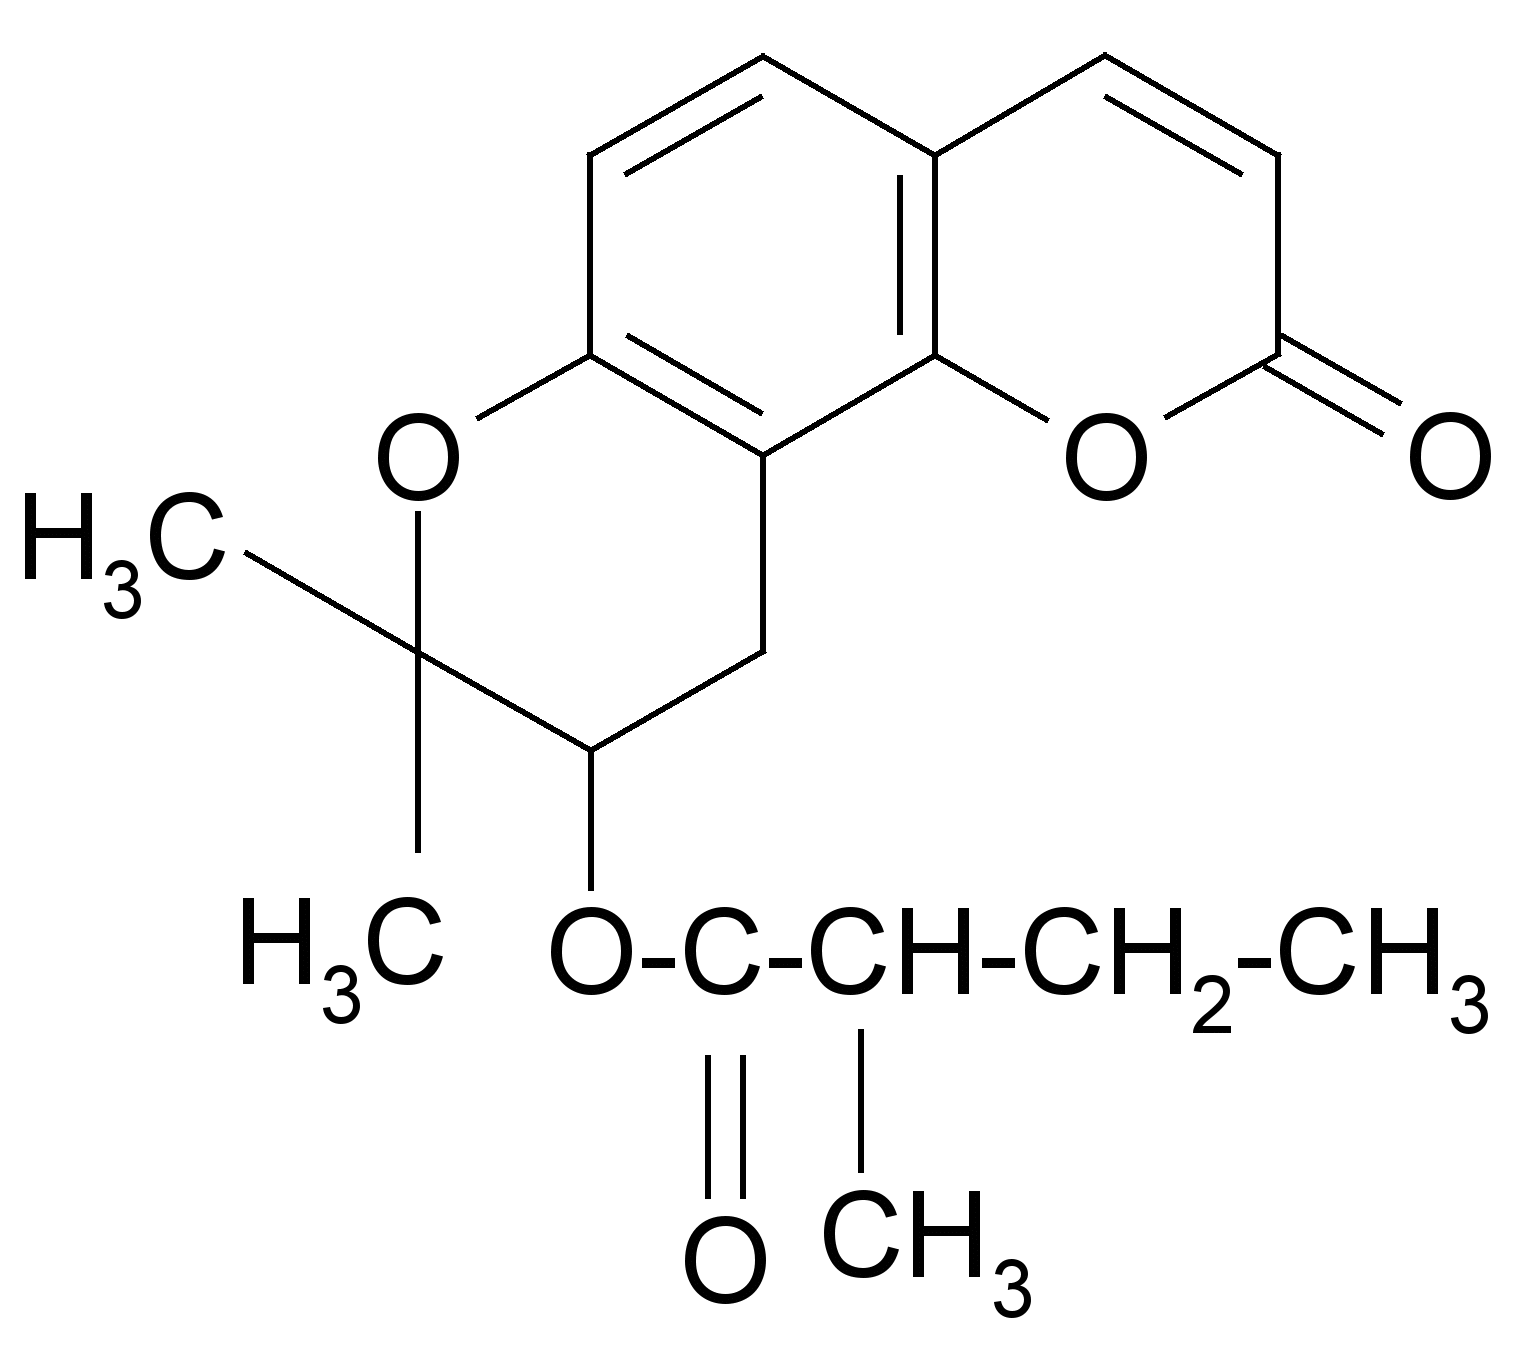 O O O
H3C
H3C O-C-CH-CH2-CH3
O CH3